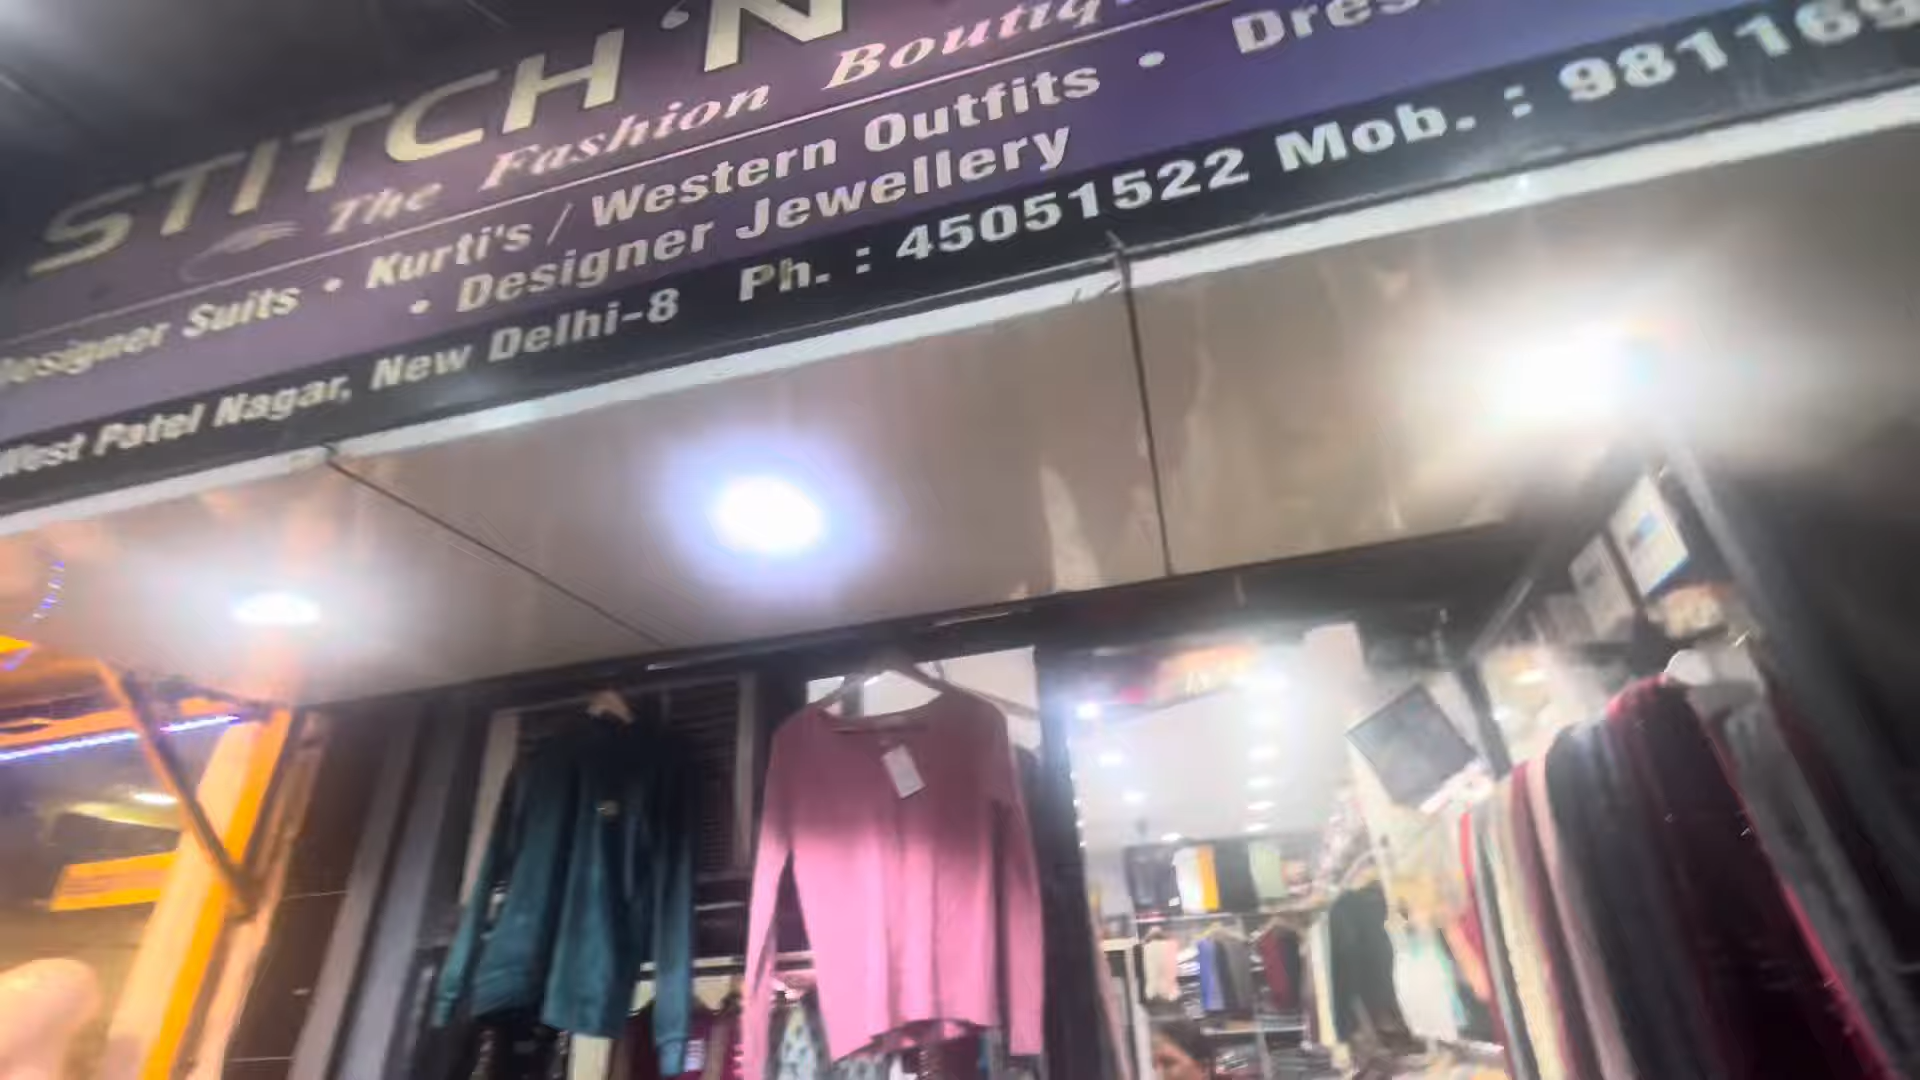 STITCH 'N
The Fashion Boutiq
Designer Suits • Kurti's / Western Outfits • Dres
• Designer Jewellery
West Patel Nagar, New Delhi-8 Ph. : 45051522 Mob. : 981169